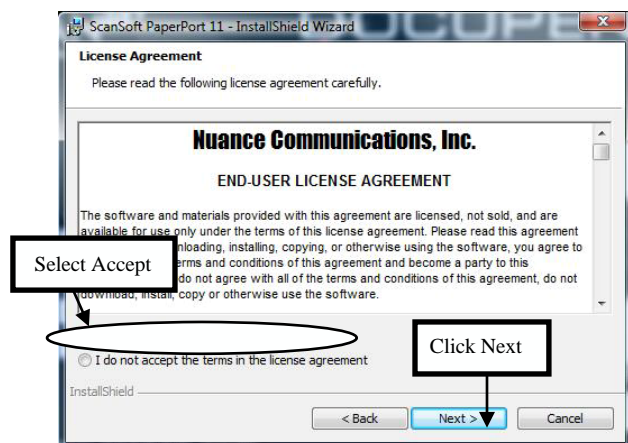 ScanSoft PaperPort 11 - InstallShield Wizard
License Agreement
Please read the following license agreement carefully.
Nuance Communications, Inc.
END-USER LICENSE AGREEMENT
The software and materials provided with this agreement are licensed, not sold, and are
available for use only under the terms of this license agreement. Please read this agreement
nloading, installing, copying, or otherwise using the software, you agree to
erms and conditions of this agreement and become a party to this
do not agree with all of the terms and conditions of this agreement, do not
download, install, copy or otherwise use the software.
Select Accept
I do not accept the terms in the license agreement
Click Next
InstallShield
< Back
Next >
Cancel